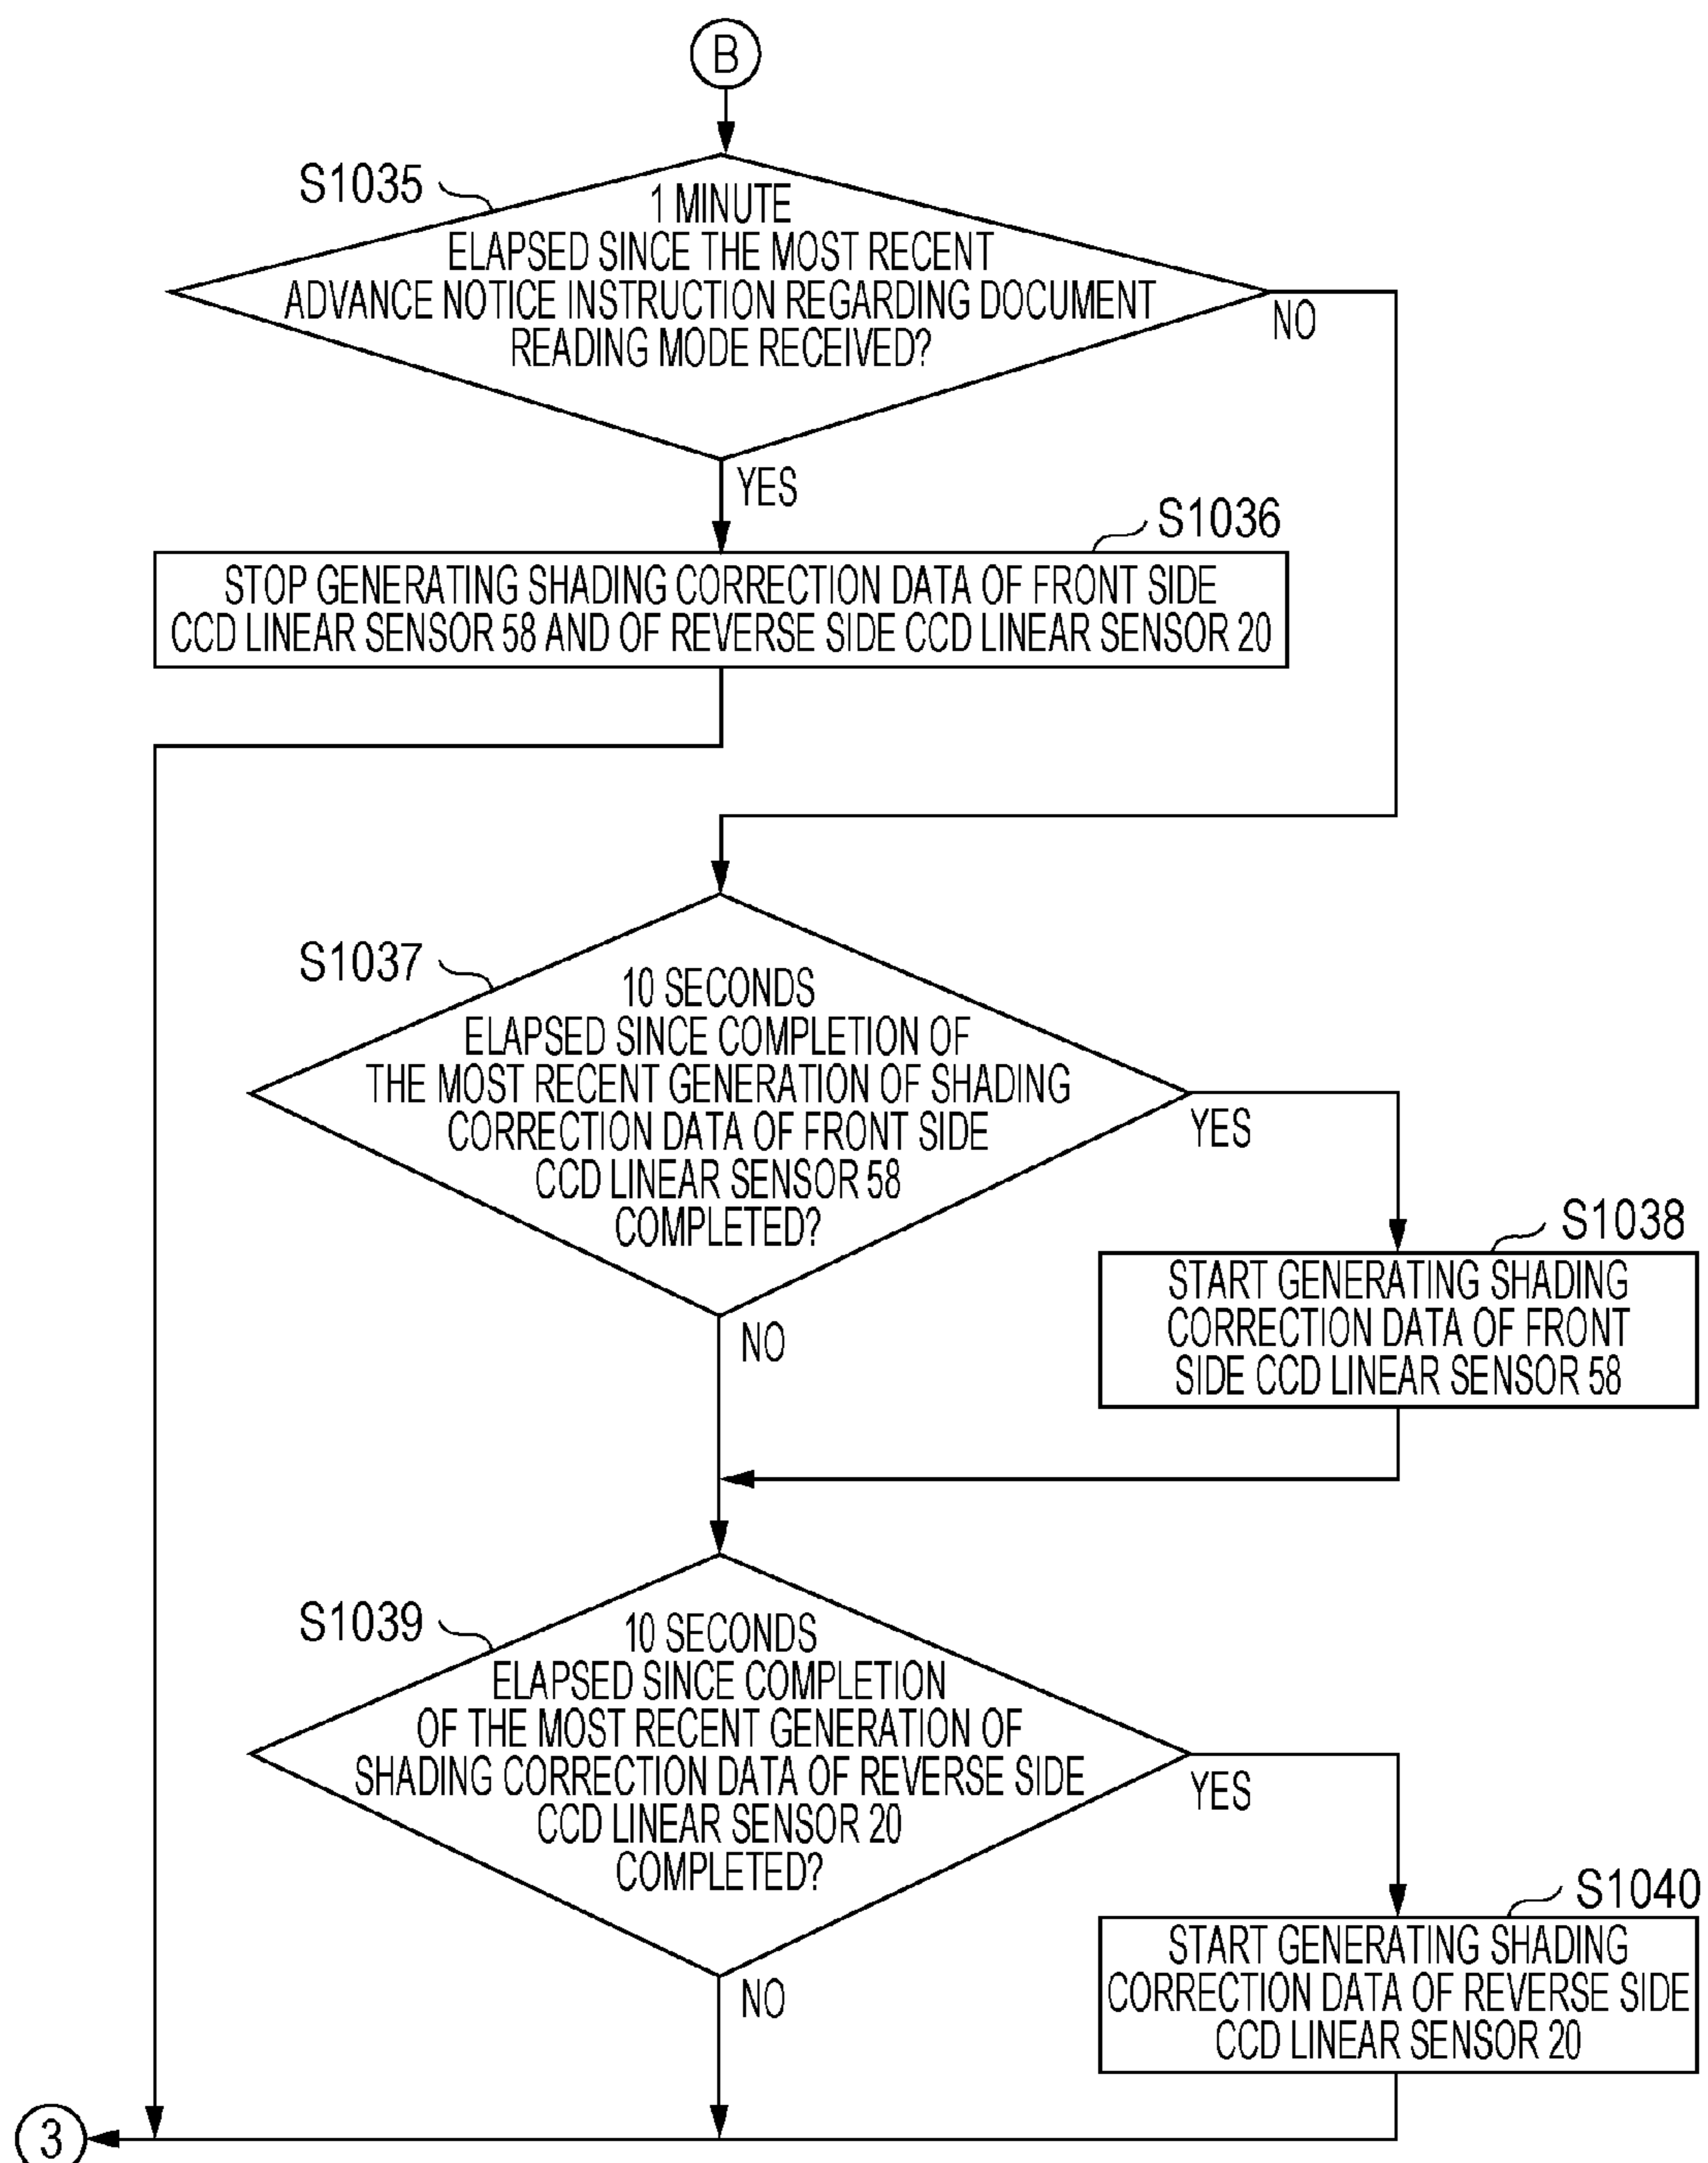 B
S1035
1 MINUTE
ELAPSED SINCE THE MOST RECENT
ADVANCE NOTICE INSTRUCTION REGARDING DOCUMENT
READING MODE RECEIVED?
NO
YES
S1036
STOP GENERATING SHADING CORRECTION DATA OF FRONT SIDE
CCD LINEAR SENSOR 58 AND OF REVERSE SIDE CCD LINEAR SENSOR 20
S1037
10 SECONDS
ELAPSED SINCE COMPLETION OF
THE MOST RECENT GENERATION OF SHADING
CORRECTION DATA OF FRONT SIDE
CCD LINEAR SENSOR 58
COMPLETED?
YES
NO
S1038
START GENERATING SHADING
CORRECTION DATA OF FRONT
SIDE CCD LINEAR SENSOR 58
S1039
10 SECONDS
ELAPSED SINCE COMPLETION
OF THE MOST RECENT GENERATION OF
SHADING CORRECTION DATA OF REVERSE SIDE
CCD LINEAR SENSOR 20
COMPLETED?
YES
NO
S1040
START GENERATING SHADING
CORRECTION DATA OF REVERSE SIDE
CCD LINEAR SENSOR 20
3